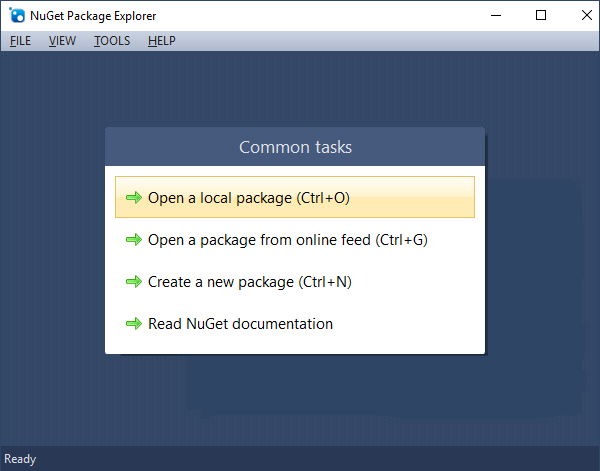 NuGet Package Explorer
FILE VIEW TOOLS HELP
Common tasks
Open a local package (Ctrl+O)
Open a package from online feed (Ctrl+G)
Create a new package (Ctrl+N)
Read NuGet documentation
Ready